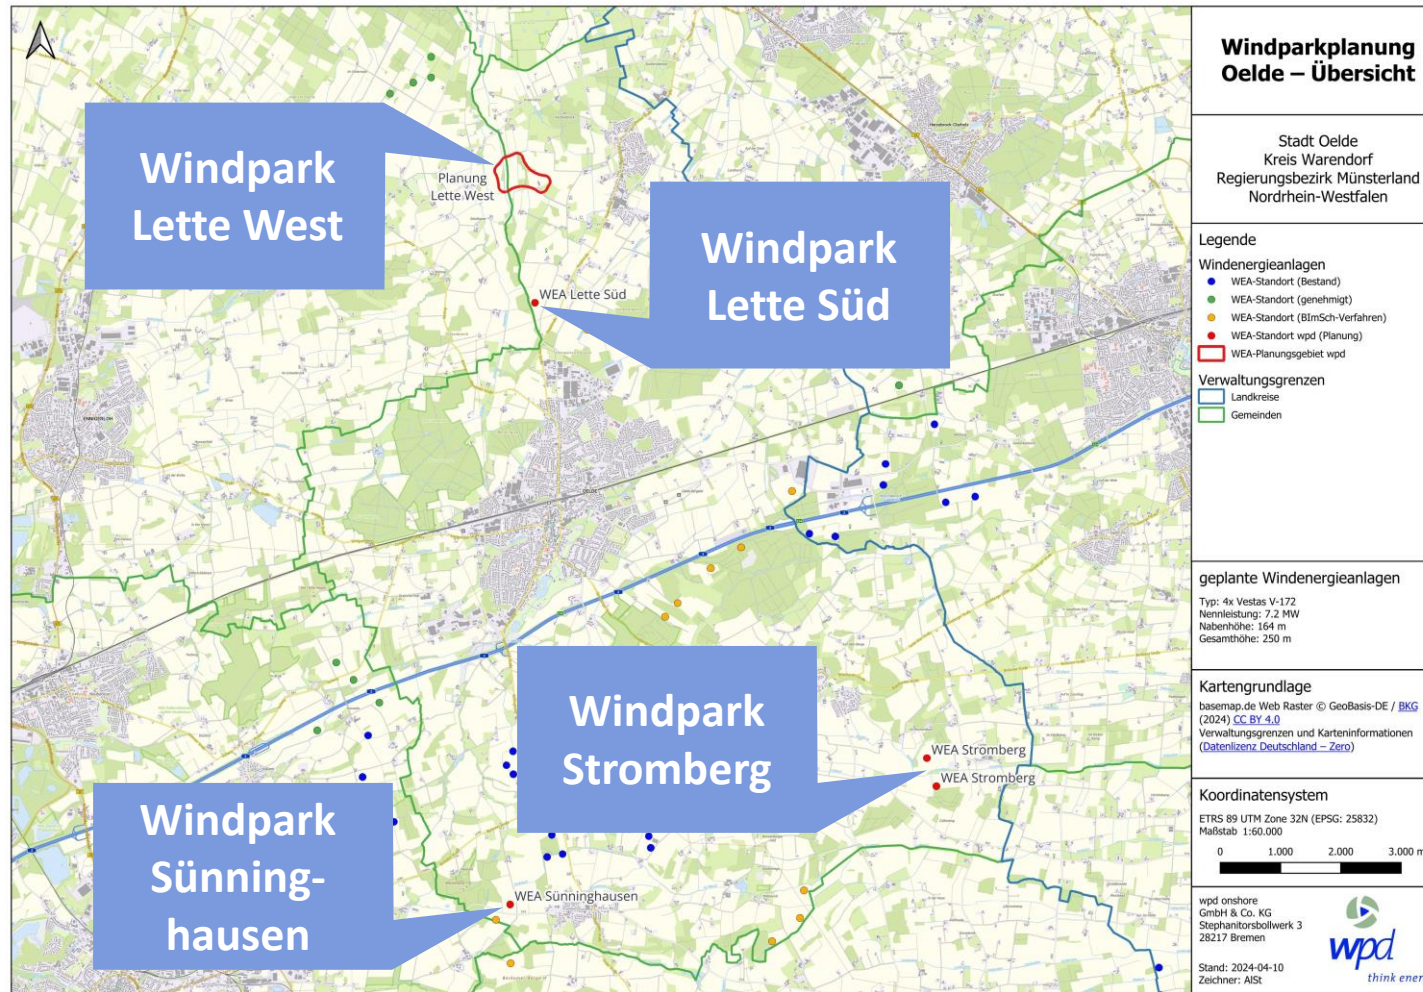 Windpark
Lette West
Planung
Lette West
Windpark
Lette Süd
WEA Lette Süd
OELDE
Windpark
Stromberg
WEA Stromberg
WEA Stromberg
Windpark
Sünning-
hausen
WEA Sünninghausen
Windparkplanung
Oelde – Übersicht
Stadt Oelde
Kreis Warendorf
Regierungsbezirk Münsterland
Nordrhein-Westfalen
Legende
Windenergieanlagen
WEA-Standort (Bestand)
WEA-Standort (genehmigt)
WEA-Standort (BImSch-Verfahren)
WEA-Standort wpd (Planung)
WEA-Planungsgebiet wpd
Verwaltungsgrenzen
Landkreise
Gemeinden
geplante Windenergieanlagen
Typ: 4x Vestas V-172
Nennleistung: 7.2 MW
Nabenhöhe: 164 m
Gesamthöhe: 250 m
Kartengrundlage
basemap.de Web Raster © GeoBasis-DE / BKG
(2024) CC BY 4.0
Verwaltungsgrenzen und Karteninformationen
(Datenlizenz Deutschland – Zero)
Koordinatensystem
ETRS 89 UTM Zone 32N (EPSG: 25832)
Maßstab 1:60.000
0 1.000 2.000 3.000 m
wpd onshore
GmbH & Co. KG
Stephanitorsbollwerk 3
28217 Bremen
Stand: 2024-04-10
Zeichner: AlSt
wpd
think ener